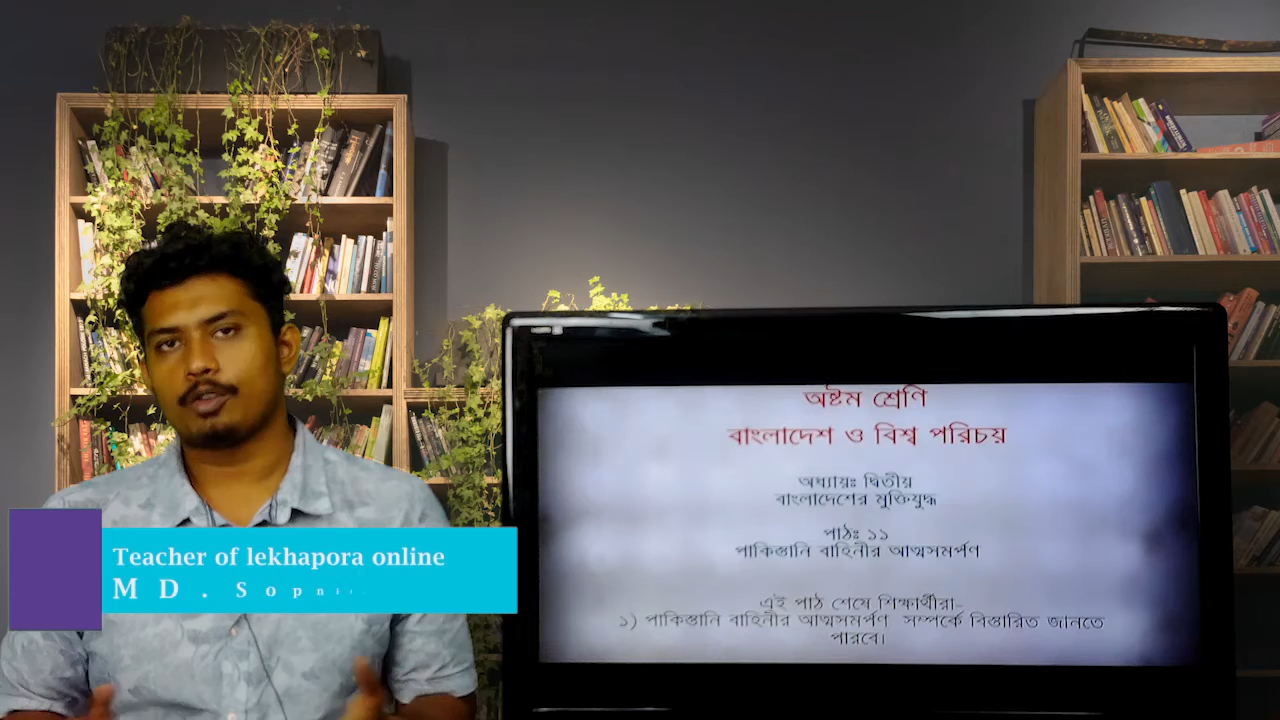 অষ্টম শ্রেণি
বাংলাদেশ ও বিশ্ব পরিচয়
অধ্যায়ঃ দ্বিতীয়
বাংলাদেশের মুক্তিযুদ্ধ
পাঠঃ ১১
পাকিস্তানি বাহিনীর আত্মসমর্পণ
এই পাঠ শেষে শিক্ষার্থীরা-
১) পাকিস্তানি বাহিনীর আত্মসমর্পণ সম্পর্কে বিস্তারিত জানতে
পারবে।
Teacher of lekhapora online
MD.